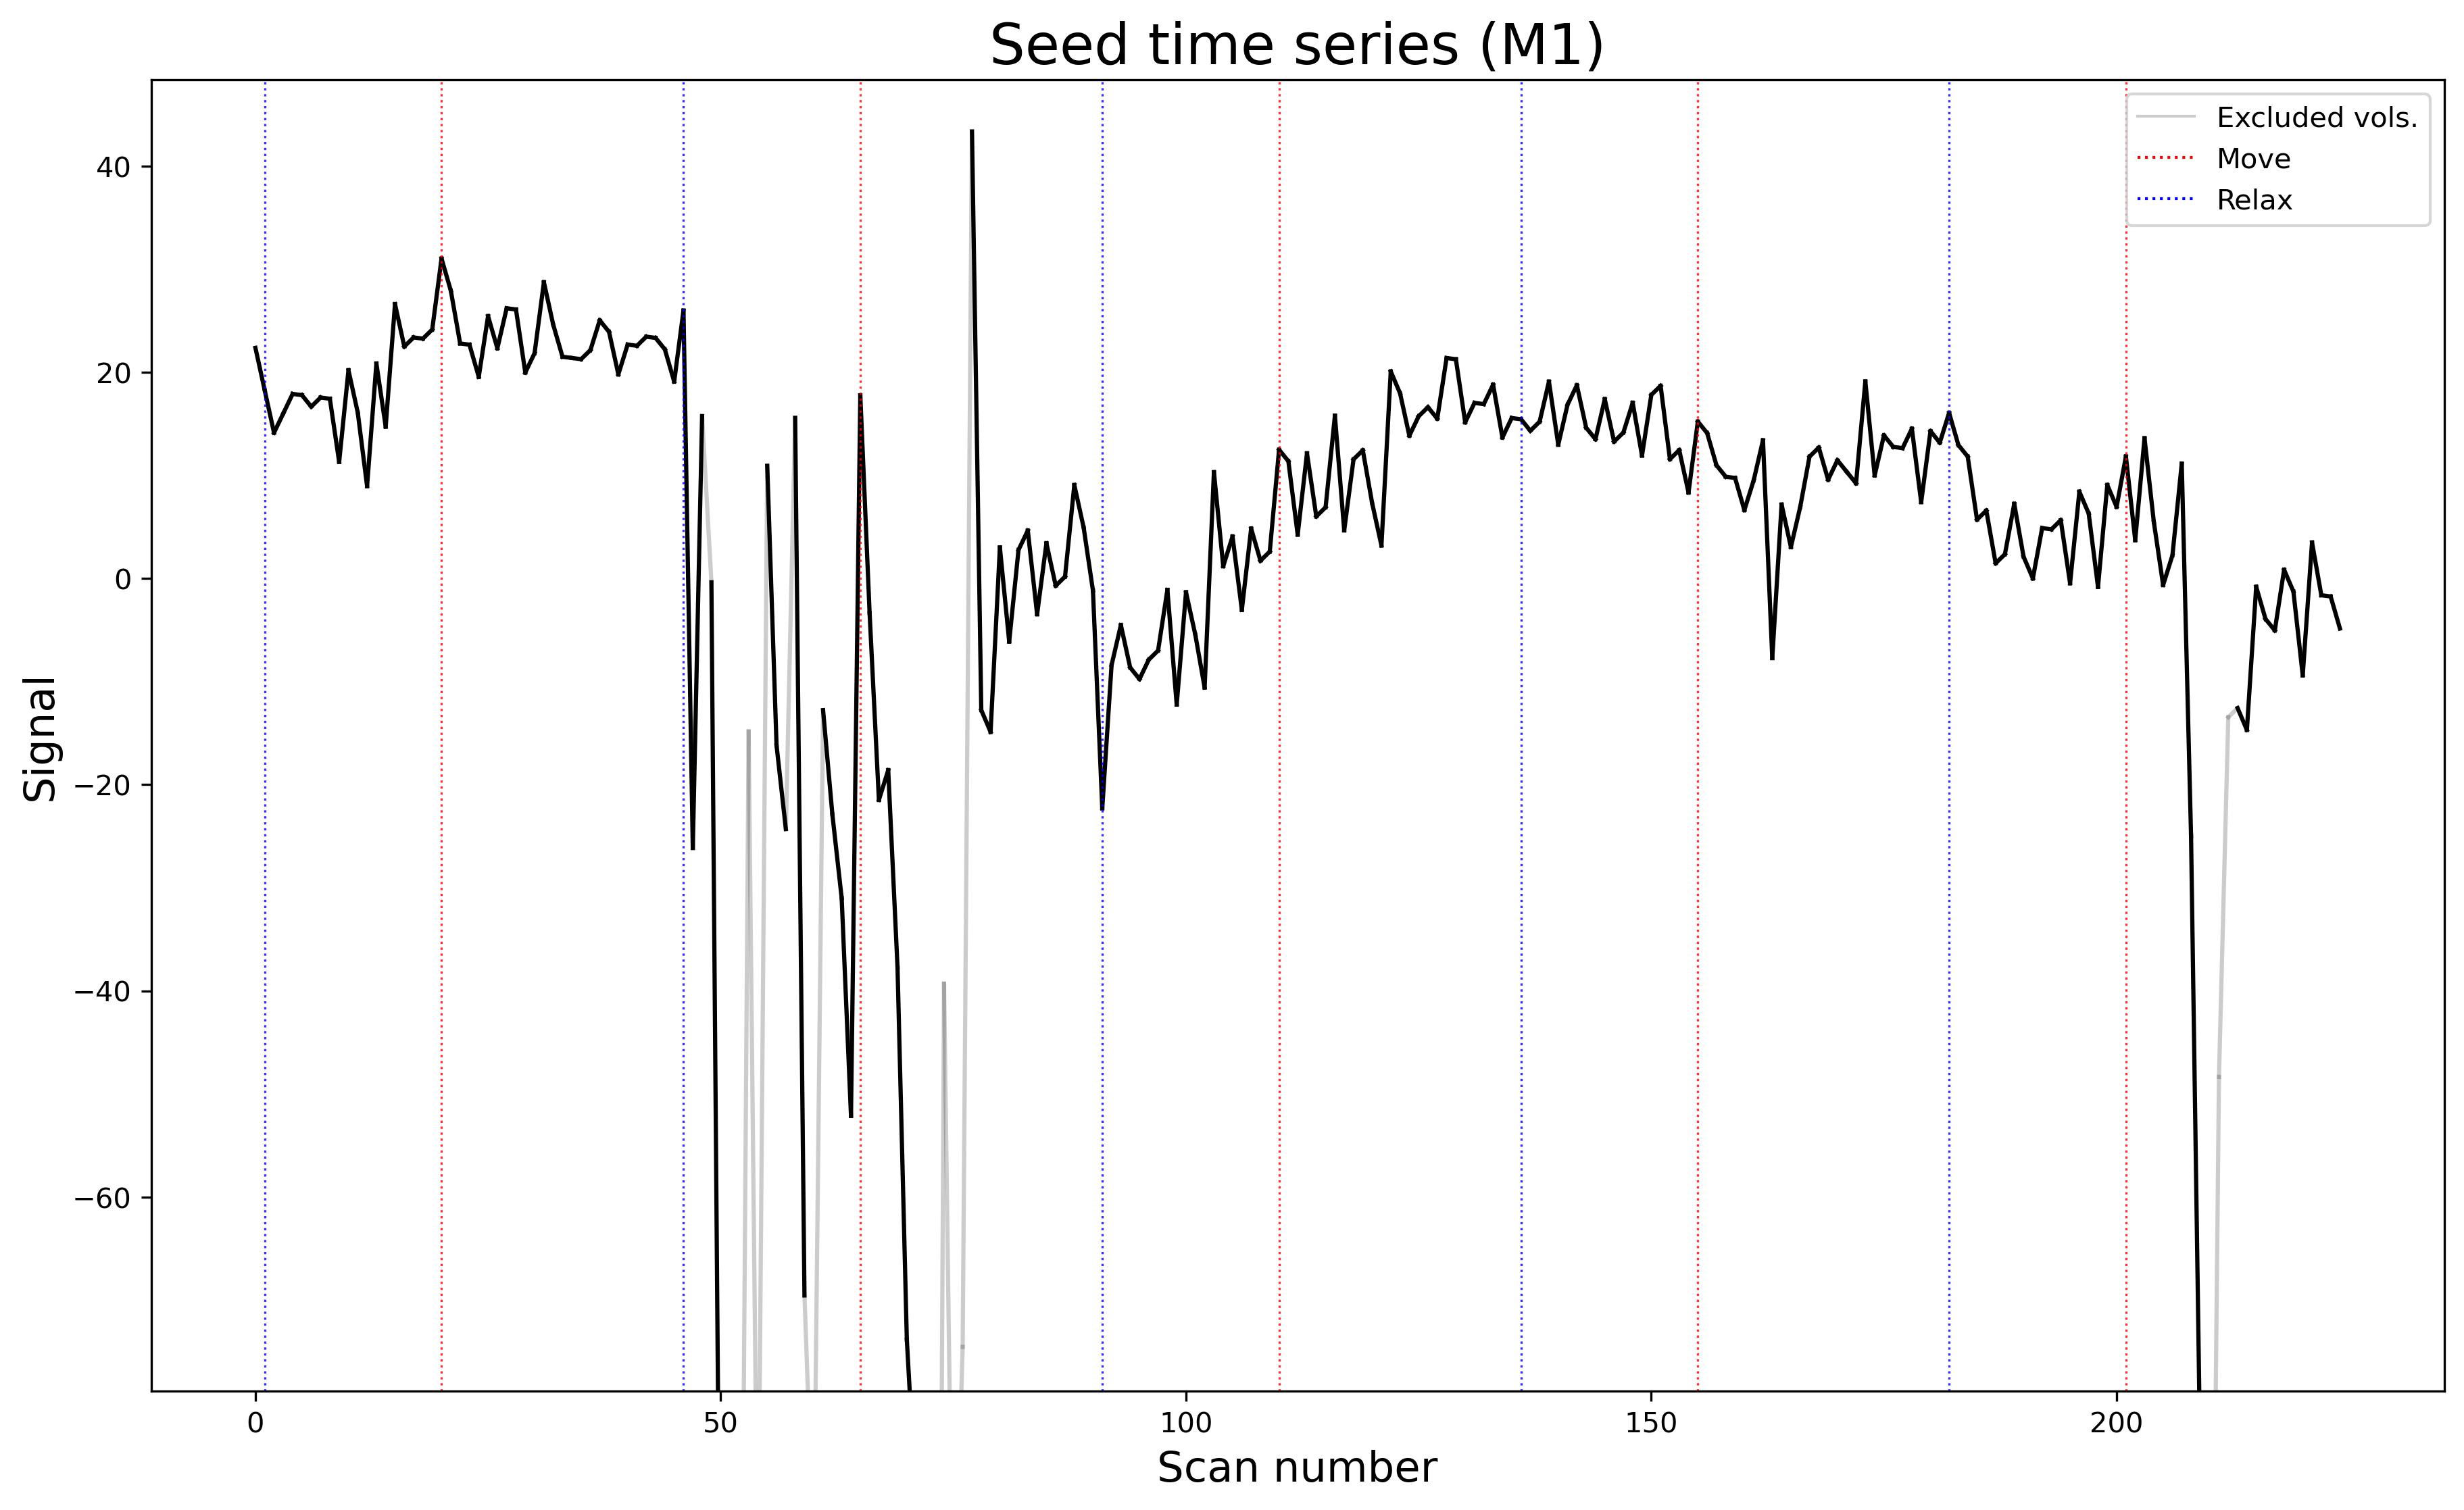 Seed time series (M1)
Excluded vols.
Move
Relax
Signal
40
20
0
−20
−40
−60
0 50 100 150 200
Scan number